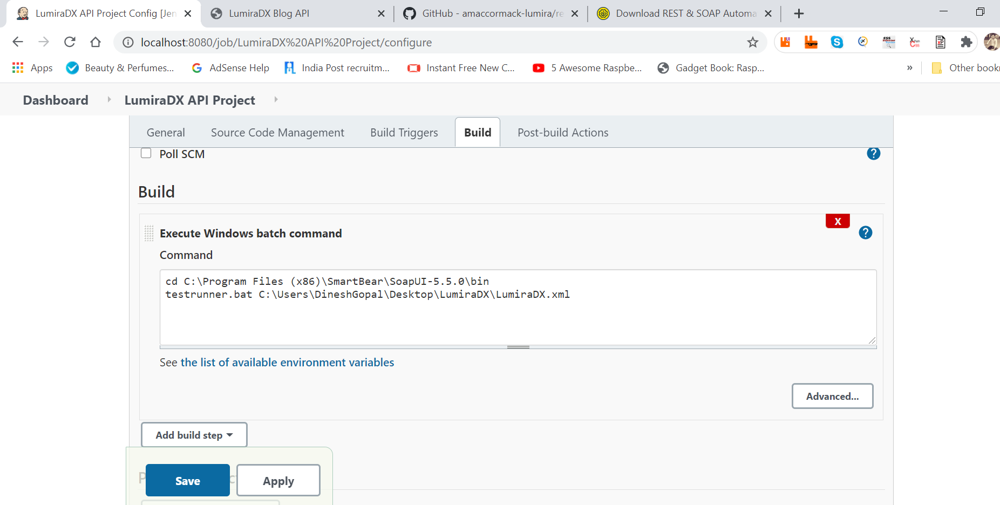 LumiraDX API Project Config [Jen
LumiraDX Blog API
GitHub - amaccormack-lumira/re
Download REST & SOAP Automa
localhost:8080/job/LumiraDX%20API%20Project/configure
Apps
Beauty & Perfumes...
AdSense Help
India Post recruitm...
Instant Free New C...
5 Awesome Raspbe...
Gadget Book: Rasp...
»
Other bookr
Dashboard
LumiraDX API Project
General
Source Code Management
Build Triggers
Build
Post-build Actions
Poll SCM
?
Build
X
Execute Windows batch command
?
Command
cd C:\Program Files (x86)\SmartBear\SoapUI-5.5.0\bin
testrunner.bat C:\Users\DineshGopal\Desktop\LumiraDX\LumiraDX.xml
See the list of available environment variables
Advanced...
Add build step
Save
Apply